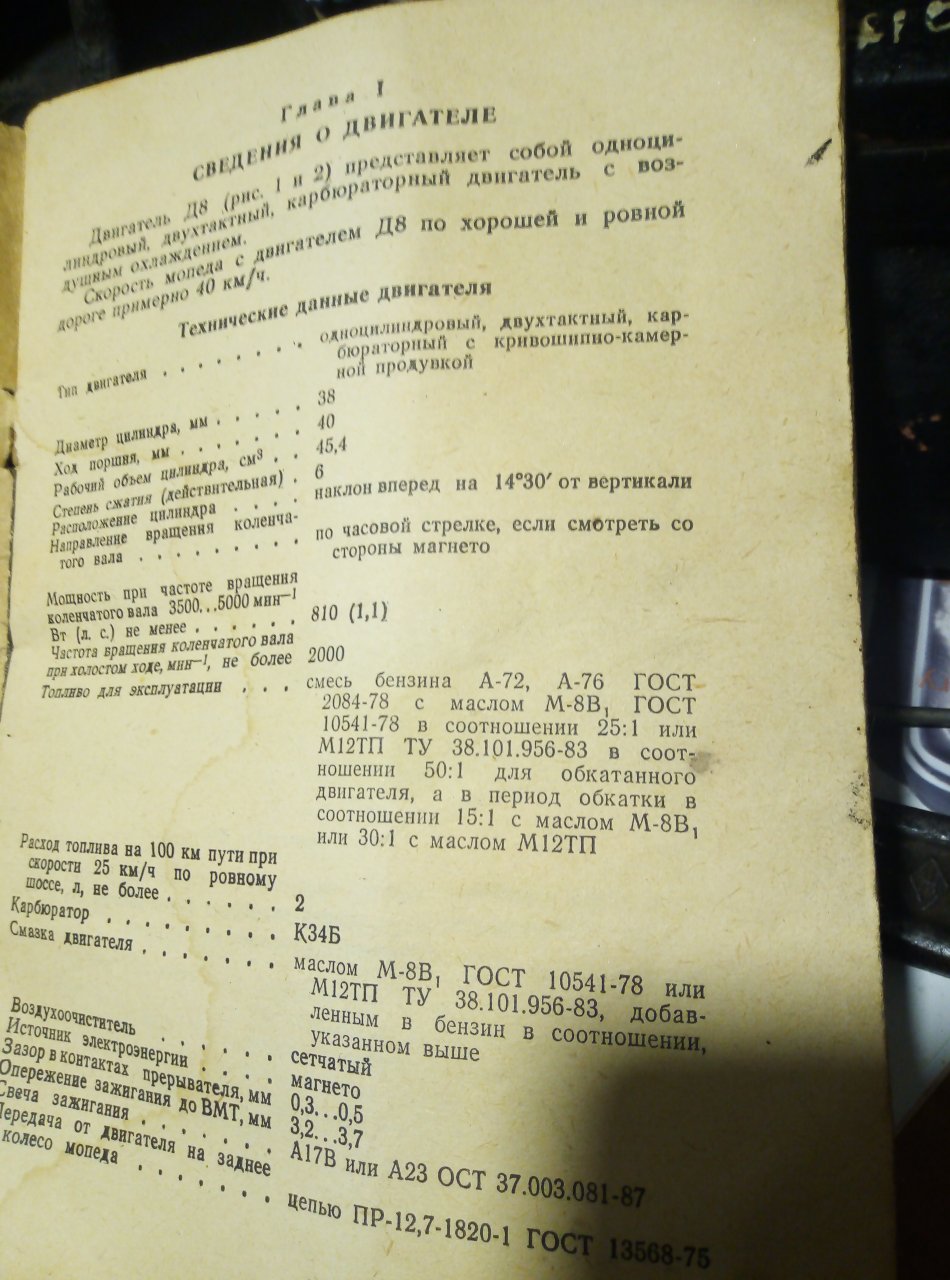 Глава I
СВЕДЕНИЯ О ДВИГАТЕЛЕ
Двигатель Д8 (рис. 1 и 2) представляет собой одноци-
линдровый, двухтактный, карбюраторный двигатель с воз-
душным охлаждением.
Скорость мопеда с двигателем Д8 по хорошей и ровной
дороге примерно 40 км/ч.
Технические данные двигателя
Тип двигателя . . . . . . . . одноцилиндровый, двухтактный, кар-
бюраторный с кривошипно-камер-
ной продувкой
Диаметр цилиндра, мм . . . . . 38
Ход поршня, мм . . . . . . . 40
Рабочий объем цилиндра, см³ . . 45,4
Степень сжатия (действительная) . 6
Расположение цилиндра . . . . наклон вперед на 14°30′ от вертикали
Направление вращения коленча-
того вала . . . . . . . . . по часовой стрелке, если смотреть со
стороны магнето
Мощность при частоте вращения
коленчатого вала 3500...5000 мин—1
Вт (л. с.) не менее . . . . . . 810 (1,1)
Частота вращения коленчатого вала
при холостом ходе, мин—1, не более 2000
Топливо для эксплуатации . . . смесь бензина А-72, А-76 ГОСТ
2084-78 с маслом М-8В₁ ГОСТ
10541-78 в соотношении 25:1 или
М12ТП ТУ 38.101.956-83 в соот-
ношении 50:1 для обкатанного
двигателя, а в период обкатки в
соотношении 15:1 с маслом М-8В₁
или 30:1 с маслом М12ТП
Расход топлива на 100 км пути при
скорости 25 км/ч по ровному
шоссе, л, не более . . . . . . 2
Карбюратор . . . . . . . . . К34Б
Смазка двигателя . . . . . . . маслом М-8В₁ ГОСТ 10541-78 или
М12ТП ТУ 38.101.956-83, добав-
ленным в бензин в соотношении,
указанном выше
Воздухоочиститель . . . . . . сетчатый
Источник электроэнергии . . . . магнето
Зазор в контактах прерывателя, мм 0,3...0,5
Опережение зажигания до ВМТ, мм 3,2...3,7
Свеча зажигания . . . . . . . А17В или А23 ОСТ 37.003.081-87
Передача от двигателя на заднее
колесо мопеда . . . . . . цепью ПР-12,7-1820-1 ГОСТ 13568-75